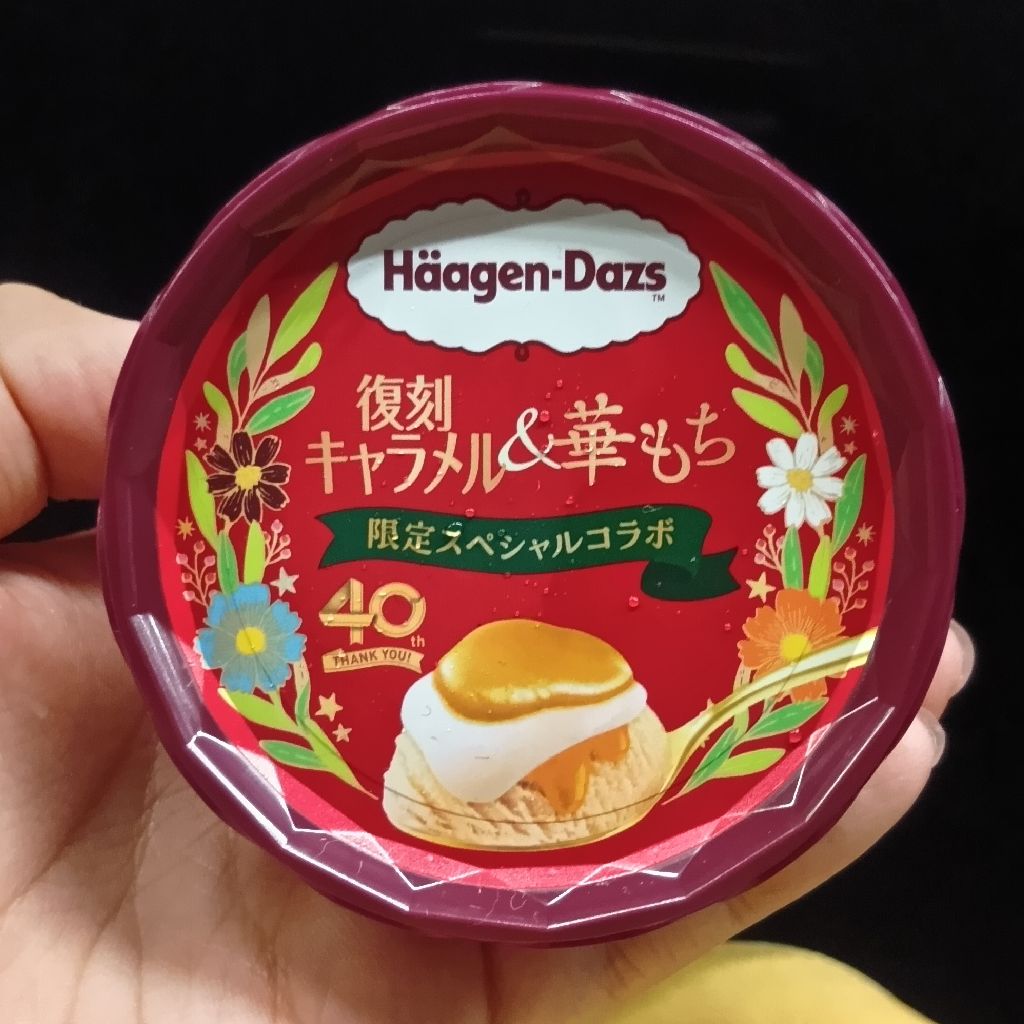 Häagen-Dazs
TM
復刻
キャラメル&華もち
限定スペシャルコラボ
40th
THANK YOU!